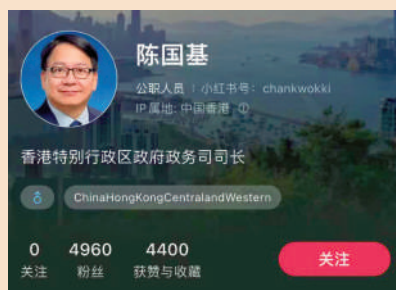 陈国基
公职人员 | 小红书号: chankwokki
IP属地: 中国香港
香港特别行政区政府政务司司长
ChinaHongKongCentralandWestern
0 4960 4400
关注 粉丝 获赞与收藏 关注